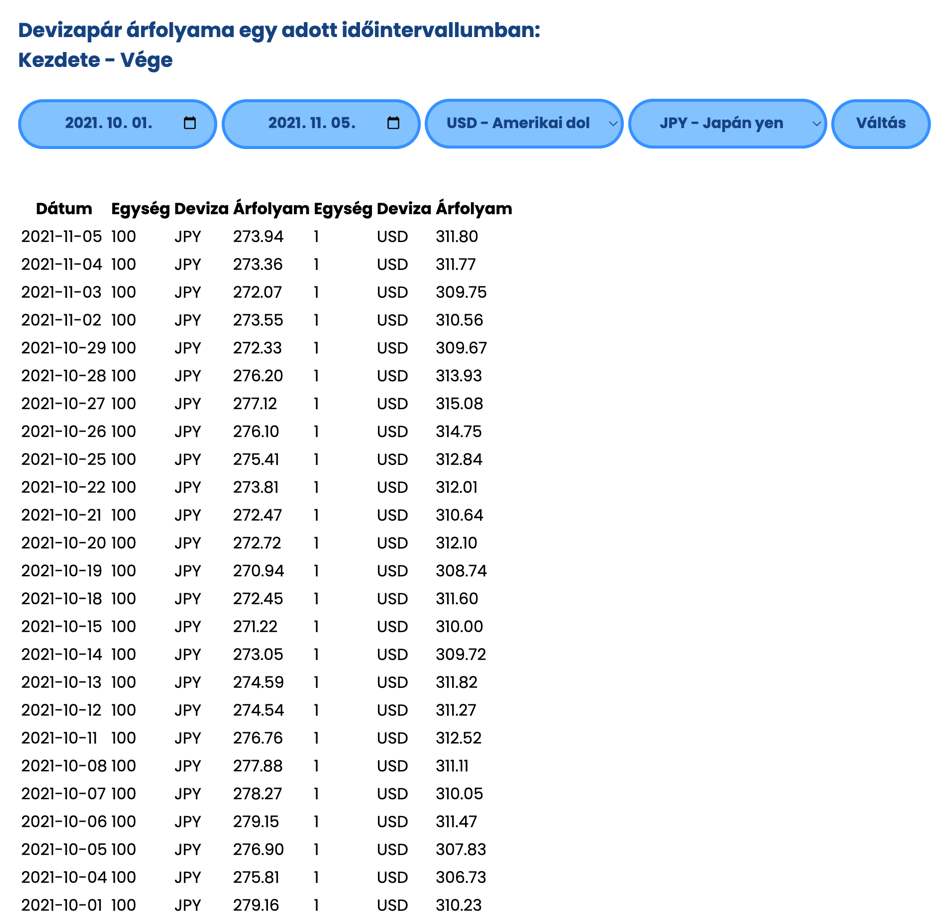 Devizapár árfolyama egy adott időintervallumban:
Kezdete - Vége
2021. 10. 01. 2021. 11. 05. USD - Amerikai dol JPY - Japán yen Váltás
Dátum Egység Deviza Árfolyam Egység Deviza Árfolyam
2021-11-05 100 JPY 273.94 1 USD 311.80
2021-11-04 100 JPY 273.36 1 USD 311.77
2021-11-03 100 JPY 272.07 1 USD 309.75
2021-11-02 100 JPY 273.55 1 USD 310.56
2021-10-29 100 JPY 272.33 1 USD 309.67
2021-10-28 100 JPY 276.20 1 USD 313.93
2021-10-27 100 JPY 277.12 1 USD 315.08
2021-10-26 100 JPY 276.10 1 USD 314.75
2021-10-25 100 JPY 275.41 1 USD 312.84
2021-10-22 100 JPY 273.81 1 USD 312.01
2021-10-21 100 JPY 272.47 1 USD 310.64
2021-10-20 100 JPY 272.72 1 USD 312.10
2021-10-19 100 JPY 270.94 1 USD 308.74
2021-10-18 100 JPY 272.45 1 USD 311.60
2021-10-15 100 JPY 271.22 1 USD 310.00
2021-10-14 100 JPY 273.05 1 USD 309.72
2021-10-13 100 JPY 274.59 1 USD 311.82
2021-10-12 100 JPY 274.54 1 USD 311.27
2021-10-11 100 JPY 276.76 1 USD 312.52
2021-10-08 100 JPY 277.88 1 USD 311.11
2021-10-07 100 JPY 278.27 1 USD 310.05
2021-10-06 100 JPY 279.15 1 USD 311.47
2021-10-05 100 JPY 276.90 1 USD 307.83
2021-10-04 100 JPY 275.81 1 USD 306.73
2021-10-01 100 JPY 279.16 1 USD 310.23